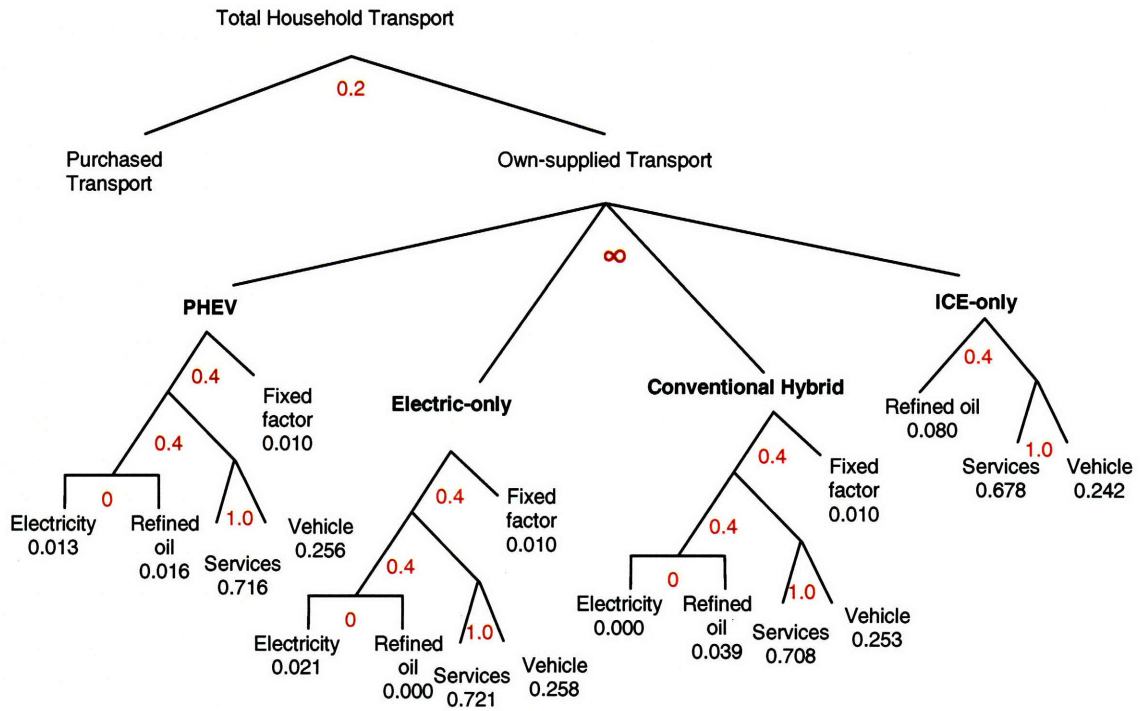 Total Household Transport
0.2
Purchased
Transport
Own-supplied Transport
∞
PHEV
0.4
Fixed
factor
0.010
0.4
0
Electricity
0.013
Refined
oil
0.016
1.0
Services
0.716
Vehicle
0.256
Electric-only
0.4
Fixed
factor
0.010
0.4
0
Electricity
0.021
Refined
oil
0.000
1.0
Services
0.721
Vehicle
0.258
Conventional Hybrid
0.4
Fixed
factor
0.010
0.4
0
Electricity
0.000
Refined
oil
0.039
1.0
Services
0.708
Vehicle
0.253
ICE-only
0.4
Refined oil
0.080
1.0
Services
0.678
Vehicle
0.242